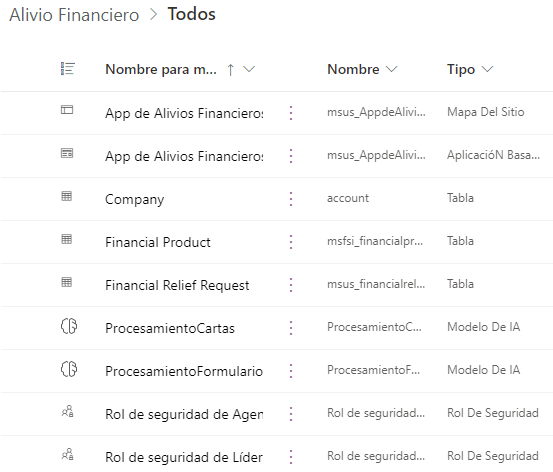 Alivio Financiero > Todos
Nombre para m... ↑ Nombre Tipo
App de Alivios Financieros msus_AppdeAlivi... Mapa Del Sitio
App de Alivios Financieros msus_AppdeAlivi... AplicacióN Basa...
Company account Tabla
Financial Product msfsi_financialpr... Tabla
Financial Relief Request msus_financialrel... Tabla
ProcesamientoCartas ProcesamientoC... Modelo De IA
ProcesamientoFormulario ProcesamientoF... Modelo De IA
Rol de seguridad de Agen Rol de seguridad... Rol De Seguridad
Rol de seguridad de Líder Rol de seguridad... Rol De Seguridad